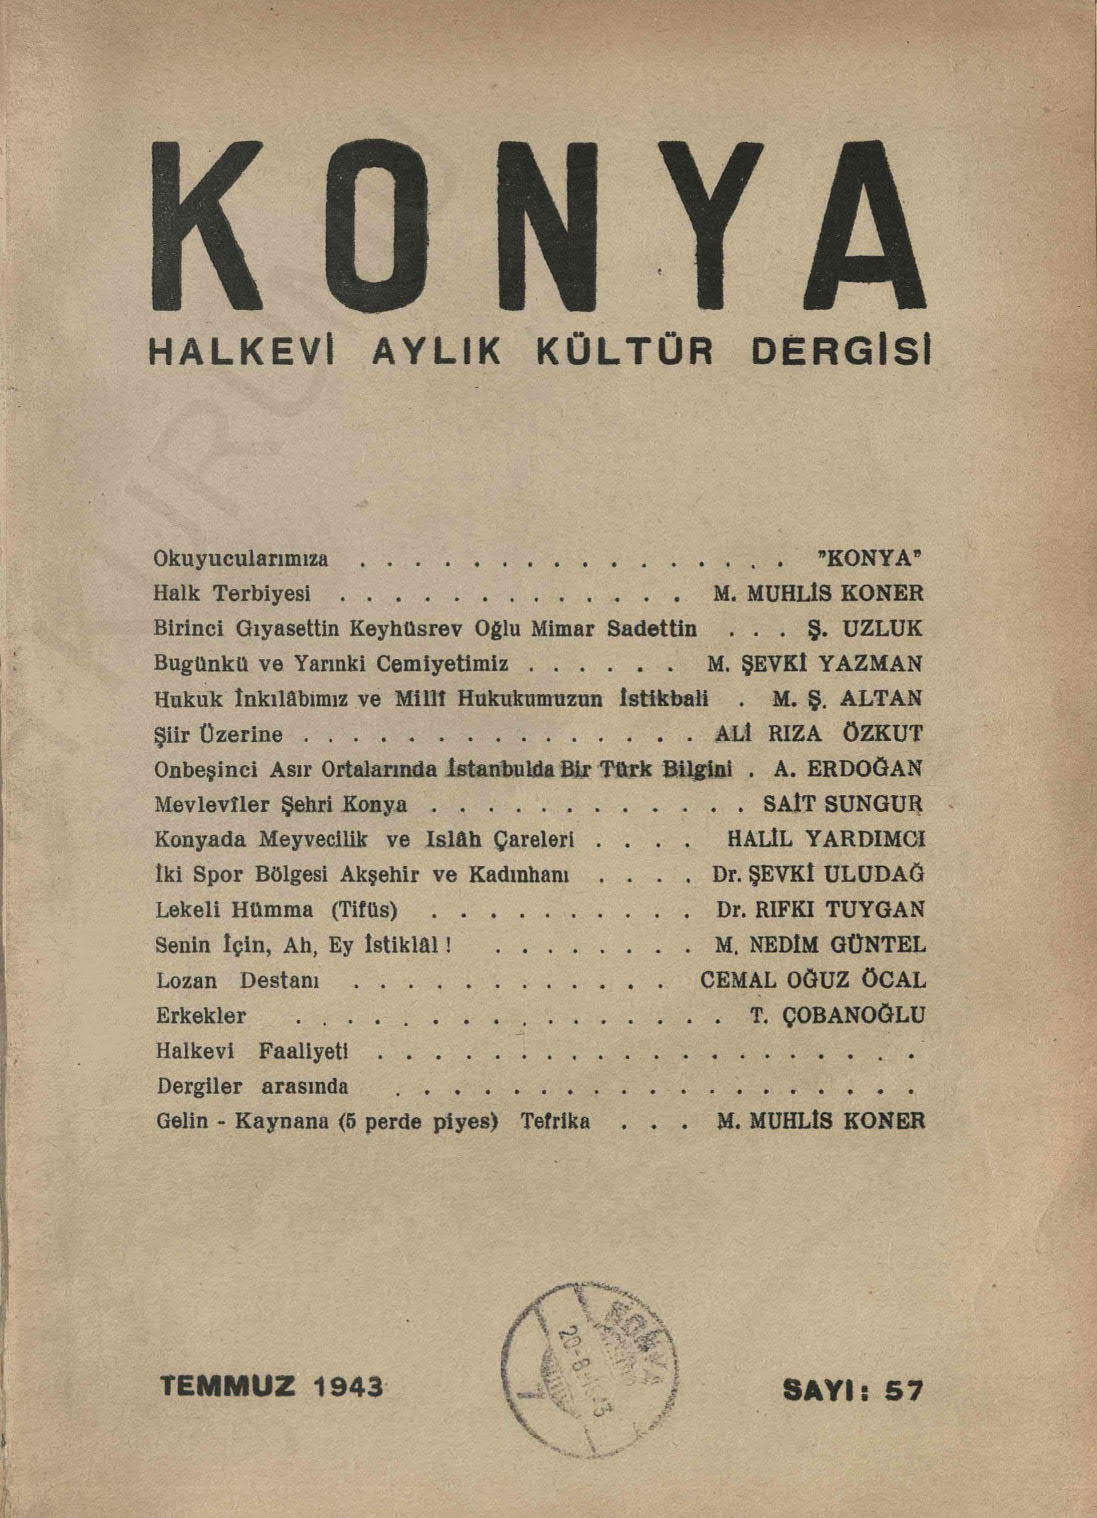 KONYA
HALKEVİ AYLIK KÜLTÜR DERGİSİ
Okuyucularımıza . . . . . . . . . . . . . . . . . "KONYA"
Halk Terbiyesi . . . . . . . . . . . . . M. MUHLİS KONER
Birinci Gıyasettin Keyhüsrev Oğlu Mimar Sadettin . . . Ş. UZLUK
Bugünkü ve Yarınki Cemiyetimiz . . . . . . M. ŞEVKİ YAZMAN
Hukuk İnkılâbımız ve Millî Hukukumuzun İstikbali . M. Ş. ALTAN
Şiir Üzerine . . . . . . . . . . . . . . . ALİ RIZA ÖZKUT
Onbeşinci Asır Ortalarında İstanbulda Bir Türk Bilgini . A. ERDOĞAN
Mevlevîler Şehri Konya . . . . . . . . . . . . SAİT SUNGUR
Konyada Meyvecilik ve Islâh Çareleri . . . . HALİL YARDIMCI
İki Spor Bölgesi Akşehir ve Kadınhanı . . . . Dr. ŞEVKİ ULUDAĞ
Lekeli Hümma (Tifüs) . . . . . . . . . . Dr. RIFKI TUYGAN
Senin İçin, Ah, Ey İstiklâl ! . . . . . . . . M. NEDİM GÜNTEL
Lozan Destanı . . . . . . . . . . . . CEMAL OĞUZ ÖCAL
Erkekler . . . . . . . . . . . . . . . . T. ÇOBANOĞLU
Halkevi Faaliyeti . . . . . . . . . . . . . . . . . . .
Dergiler arasında . . . . . . . . . . . . . . . . . . .
Gelin - Kaynana (5 perde piyes) Tefrika . . . M. MUHLİS KONER
KONYA
TEMMUZ 1943
SAYI: 57